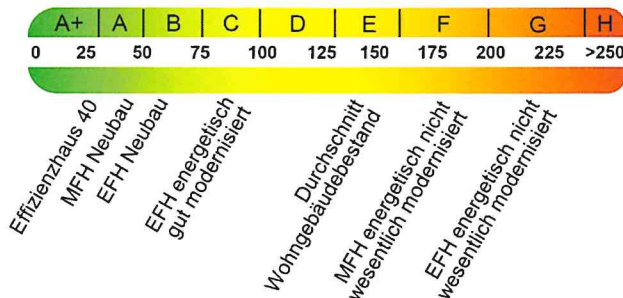 A+ A B C D E F G H
0 25 50 75 100 125 150 175 200 225 >250
Effizienzhaus 40
MFH Neubau
EFH Neubau
EFH energetisch
gut modernisiert
Durchschnitt
Wohngebäudebestand
MFH energetisch nicht
wesentlich modernisiert
EFH energetisch nicht
wesentlich modernisiert